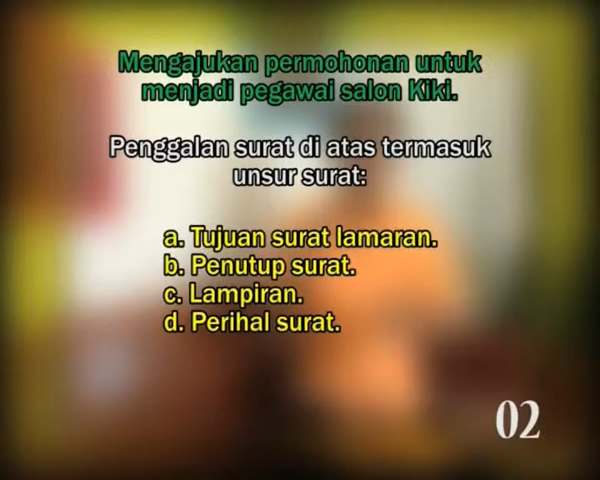 Mengajukan permohonan untuk
menjadi pegawai salon Kiki.
Penggalan surat di atas termasuk
unsur surat:
a. Tujuan surat lamaran.
b. Penutup surat.
c. Lampiran.
d. Perihal surat.
02